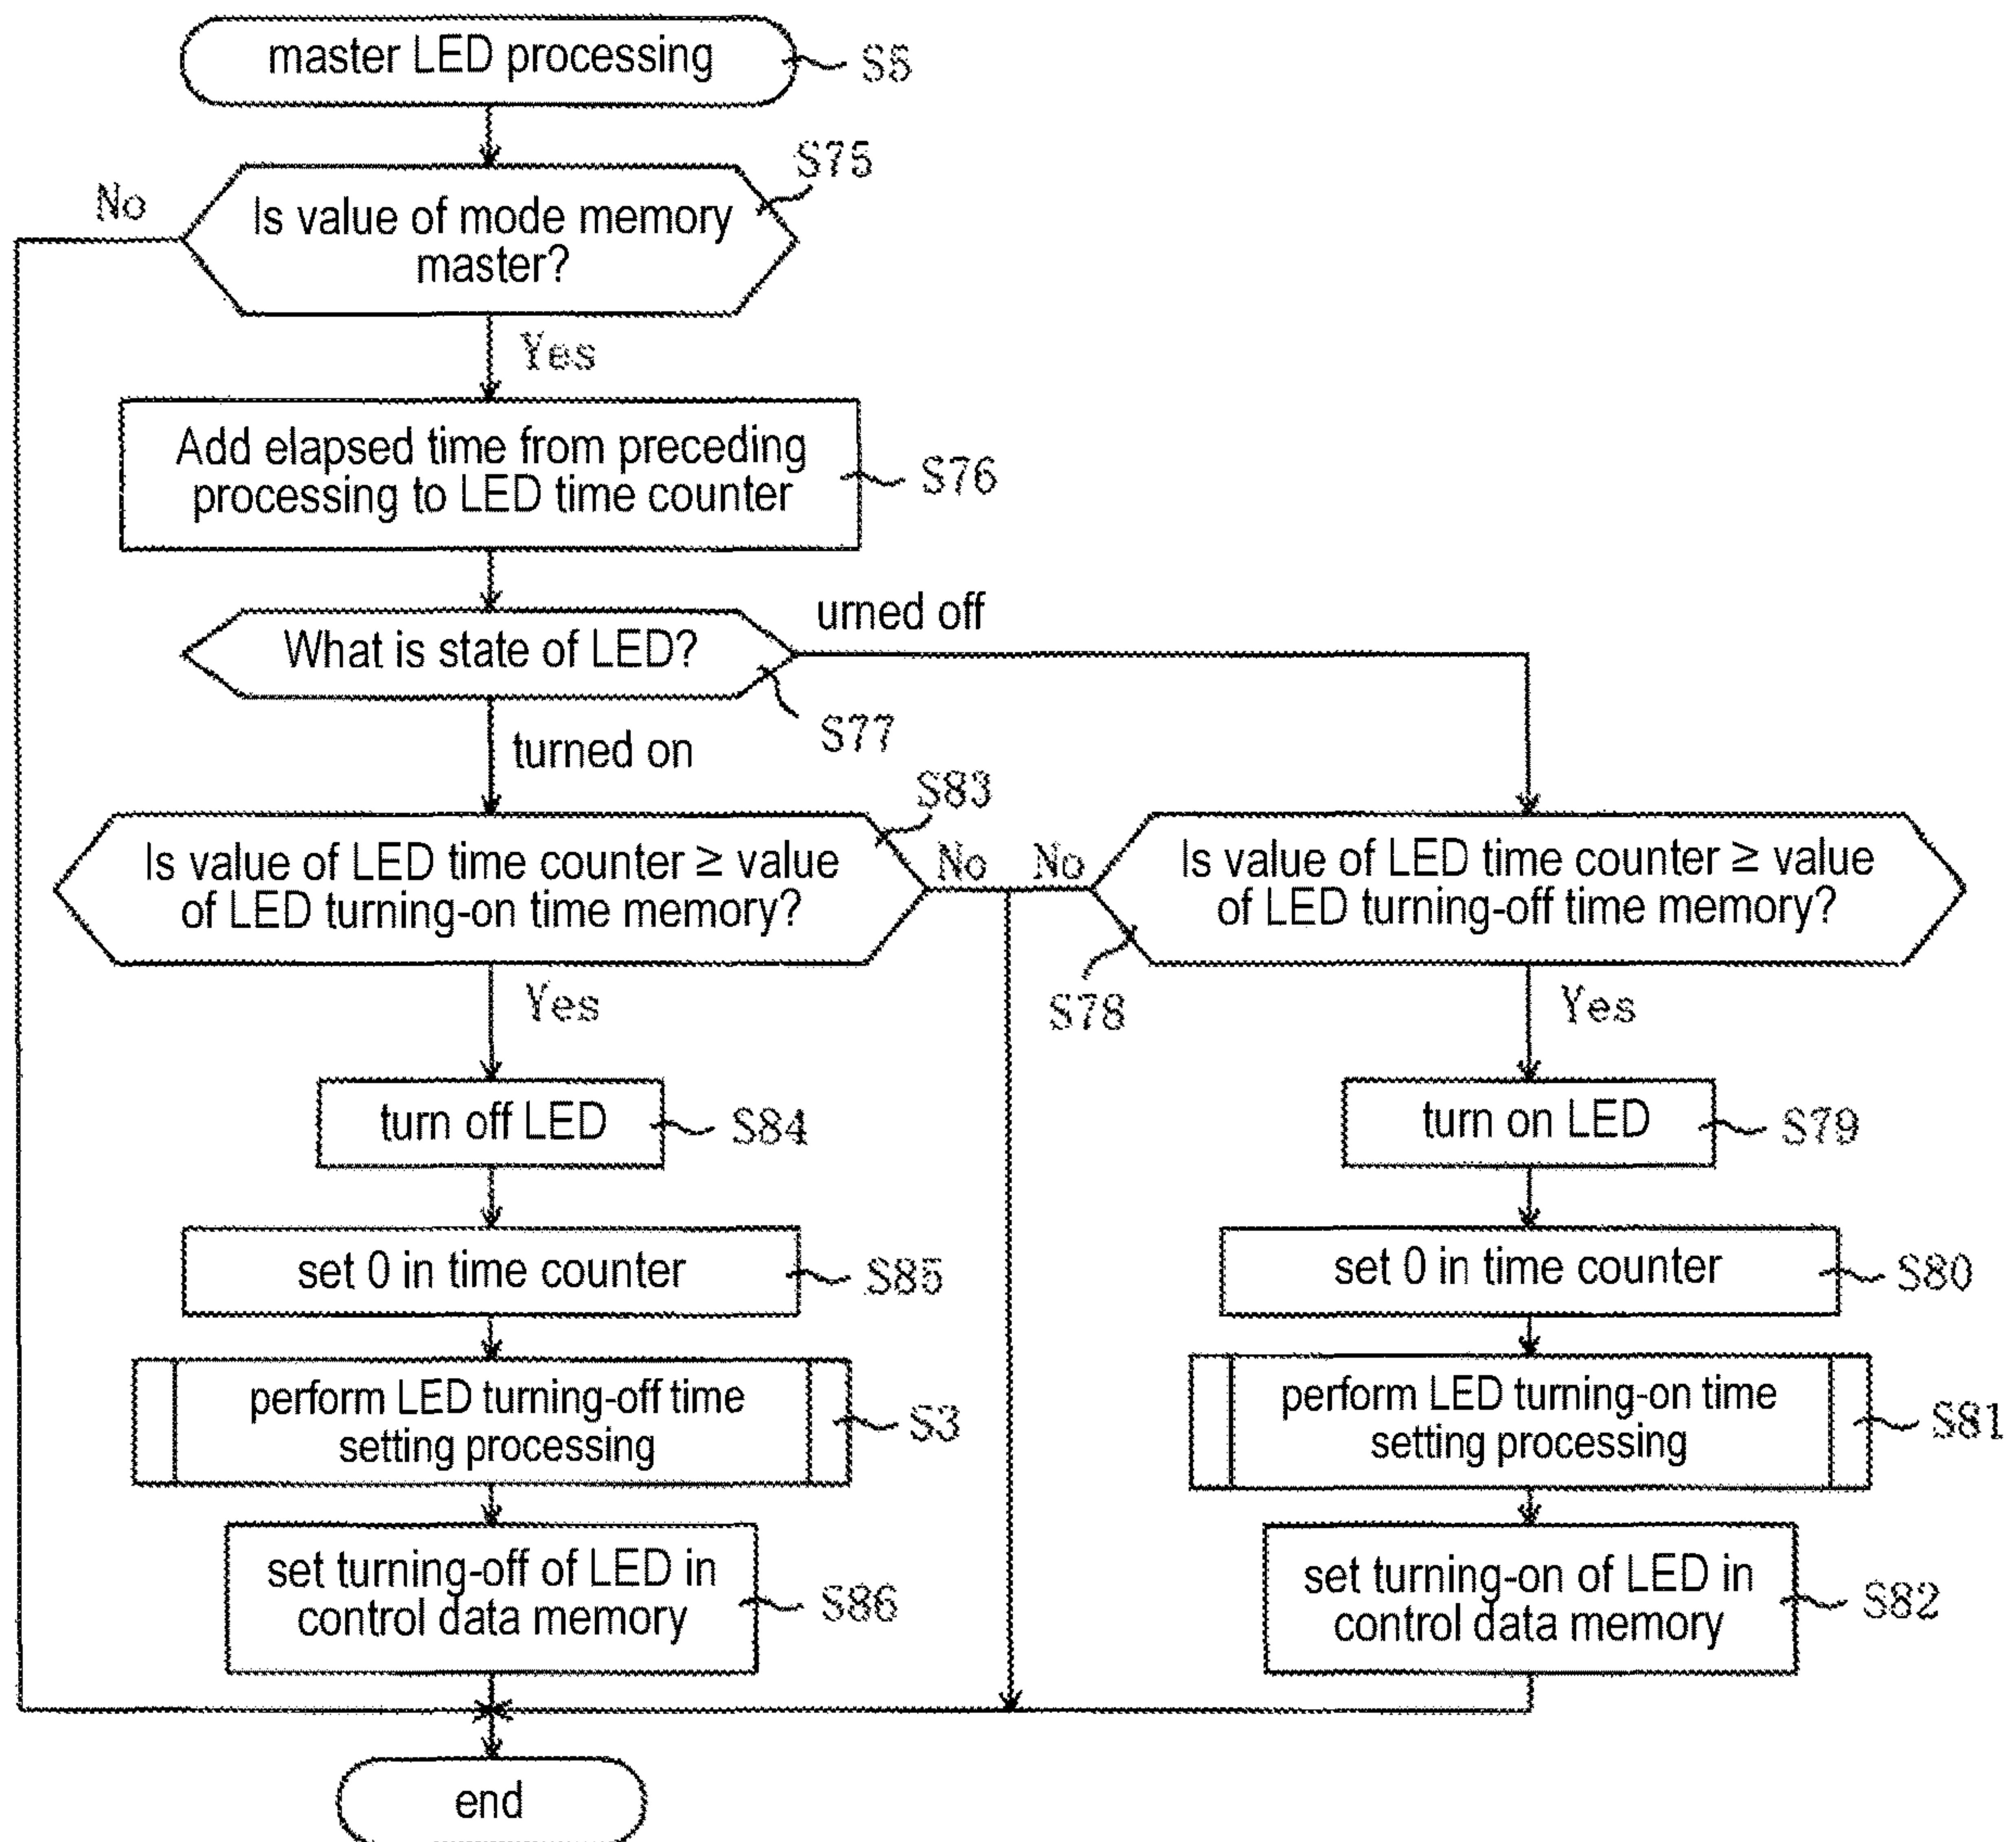 master LED processing
S5
S75
No
Is value of mode memory
master?
Yes
Add elapsed time from preceding
processing to LED time counter
S76
urned off
What is state of LED?
S77
turned on
S83
Is value of LED time counter ≥ value
of LED turning-on time memory?
No
No
Is value of LED time counter ≥ value
of LED turning-off time memory?
S78
Yes
Yes
turn off LED
S84
turn on LED
S79
set 0 in time counter
S85
set 0 in time counter
S80
perform LED turning-off time
setting processing
S3
perform LED turning-on time
setting processing
S81
set turning-off of LED in
control data memory
S86
set turning-on of LED in
control data memory
S82
end